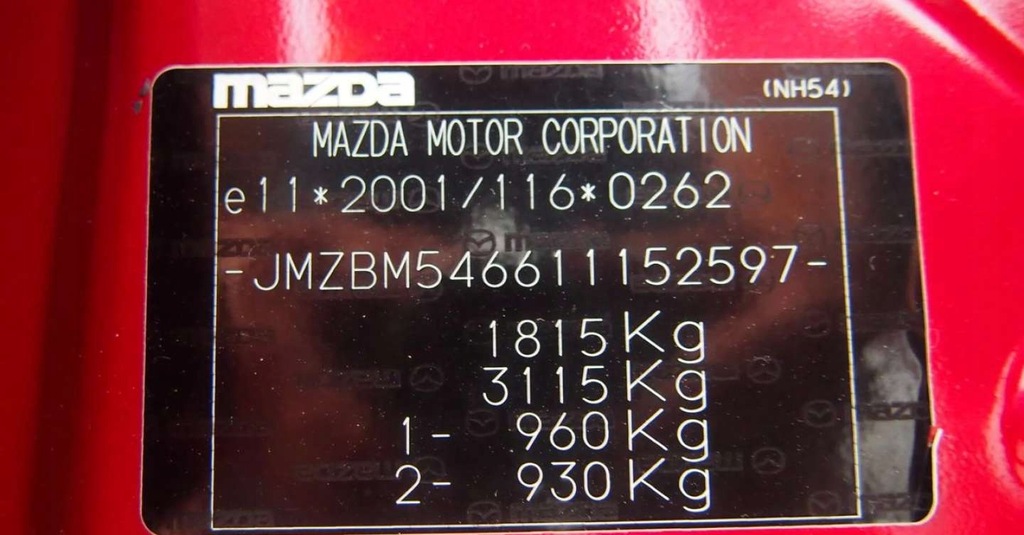 mazda (NH54)
MAZDA MOTOR CORPORATION
e11*2001/116*0262
-JMZBM546611152597-
1815Kg
3115Kg
1- 960Kg
2- 930Kg